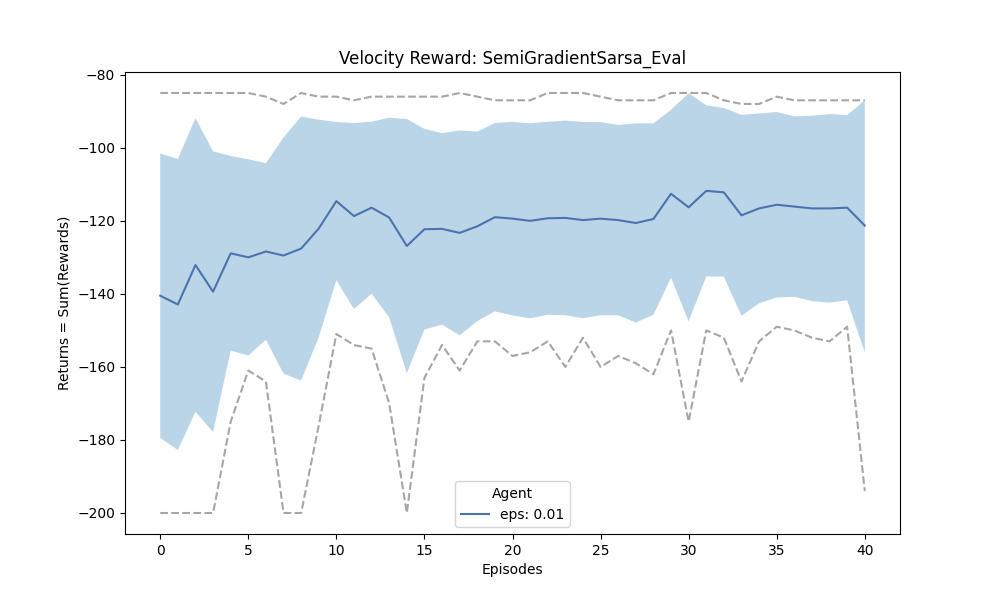 Velocity Reward: SemiGradientSarsa_Eval
Returns = Sum(Rewards)
−80
−100
−120
−140
−160
−180
−200
Agent
eps: 0.01
0 5 10 15 20 25 30 35 40
Episodes